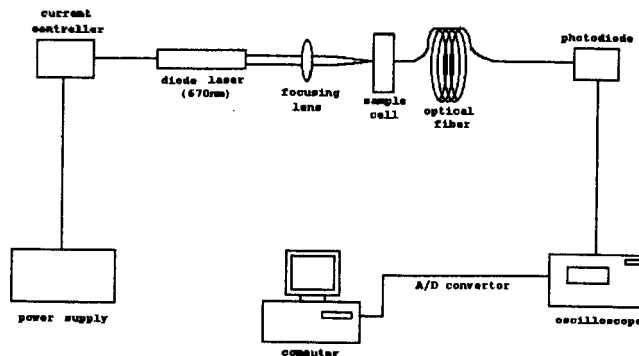 current
controller
diode laser
(670nm)
focusing
lens
sample
cell
optical
fiber
photodiode
power supply
A/D convertor
computer
oscilloscope